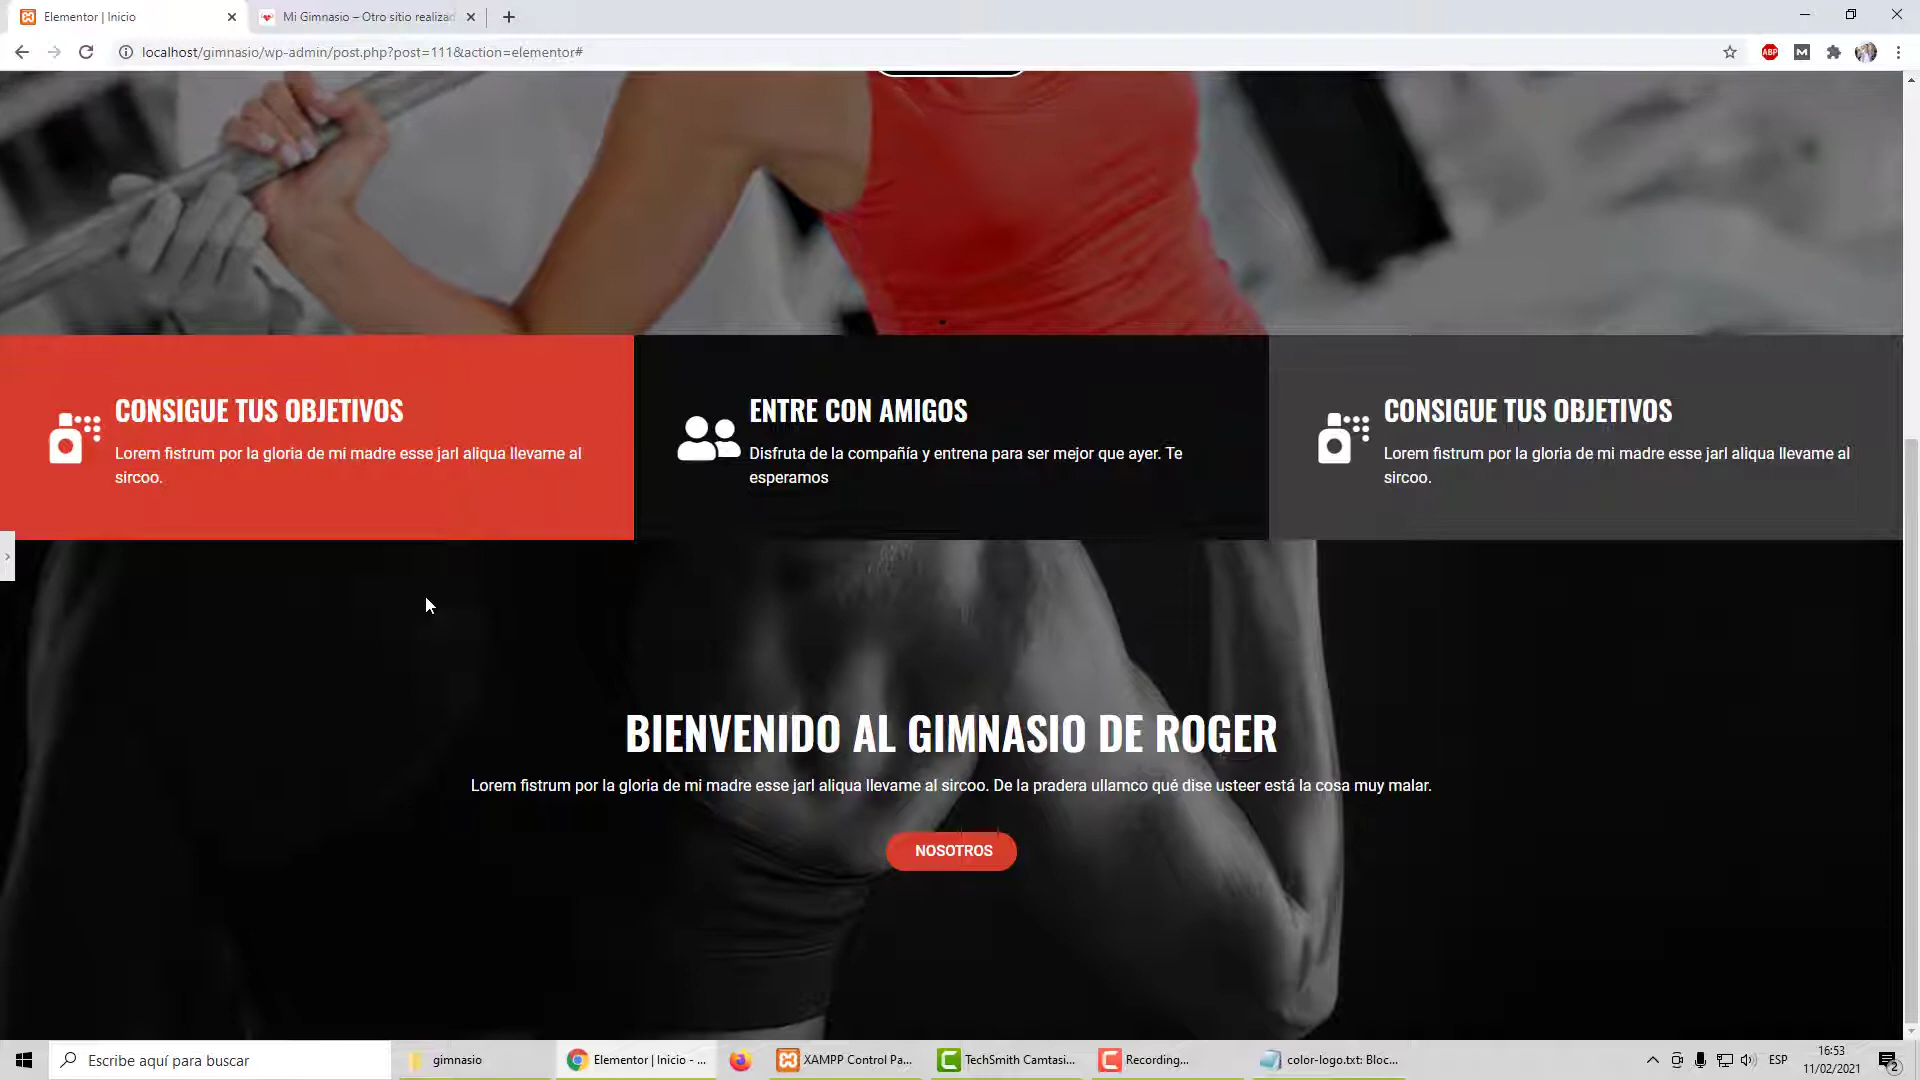 Elementor | Inicio
Mi Gimnasio – Otro sitio realizad
localhost/gimnasio/wp-admin/post.php?post=111&action=elementor#
ABP
CONSIGUE TUS OBJETIVOS
Lorem fistrum por la gloria de mi madre esse jarl aliqua llevame al
sircoo.
ENTRE CON AMIGOS
Disfruta de la compañía y entrena para ser mejor que ayer. Te
esperamos
CONSIGUE TUS OBJETIVOS
Lorem fistrum por la gloria de mi madre esse jarl aliqua llevame al
sircoo.
BIENVENIDO AL GIMNASIO DE ROGER
Lorem fistrum por la gloria de mi madre esse jarl aliqua llevame al sircoo. De la pradera ullamco qué dise usteer está la cosa muy malar.
NOSOTROS
Escribe aquí para buscar
gimnasio
Elementor | Inicio - ...
XAMPP Control Pa...
TechSmith Camtasi...
Recording...
color-logo.txt: Bloc...
ESP
16:53
11/02/2021
2